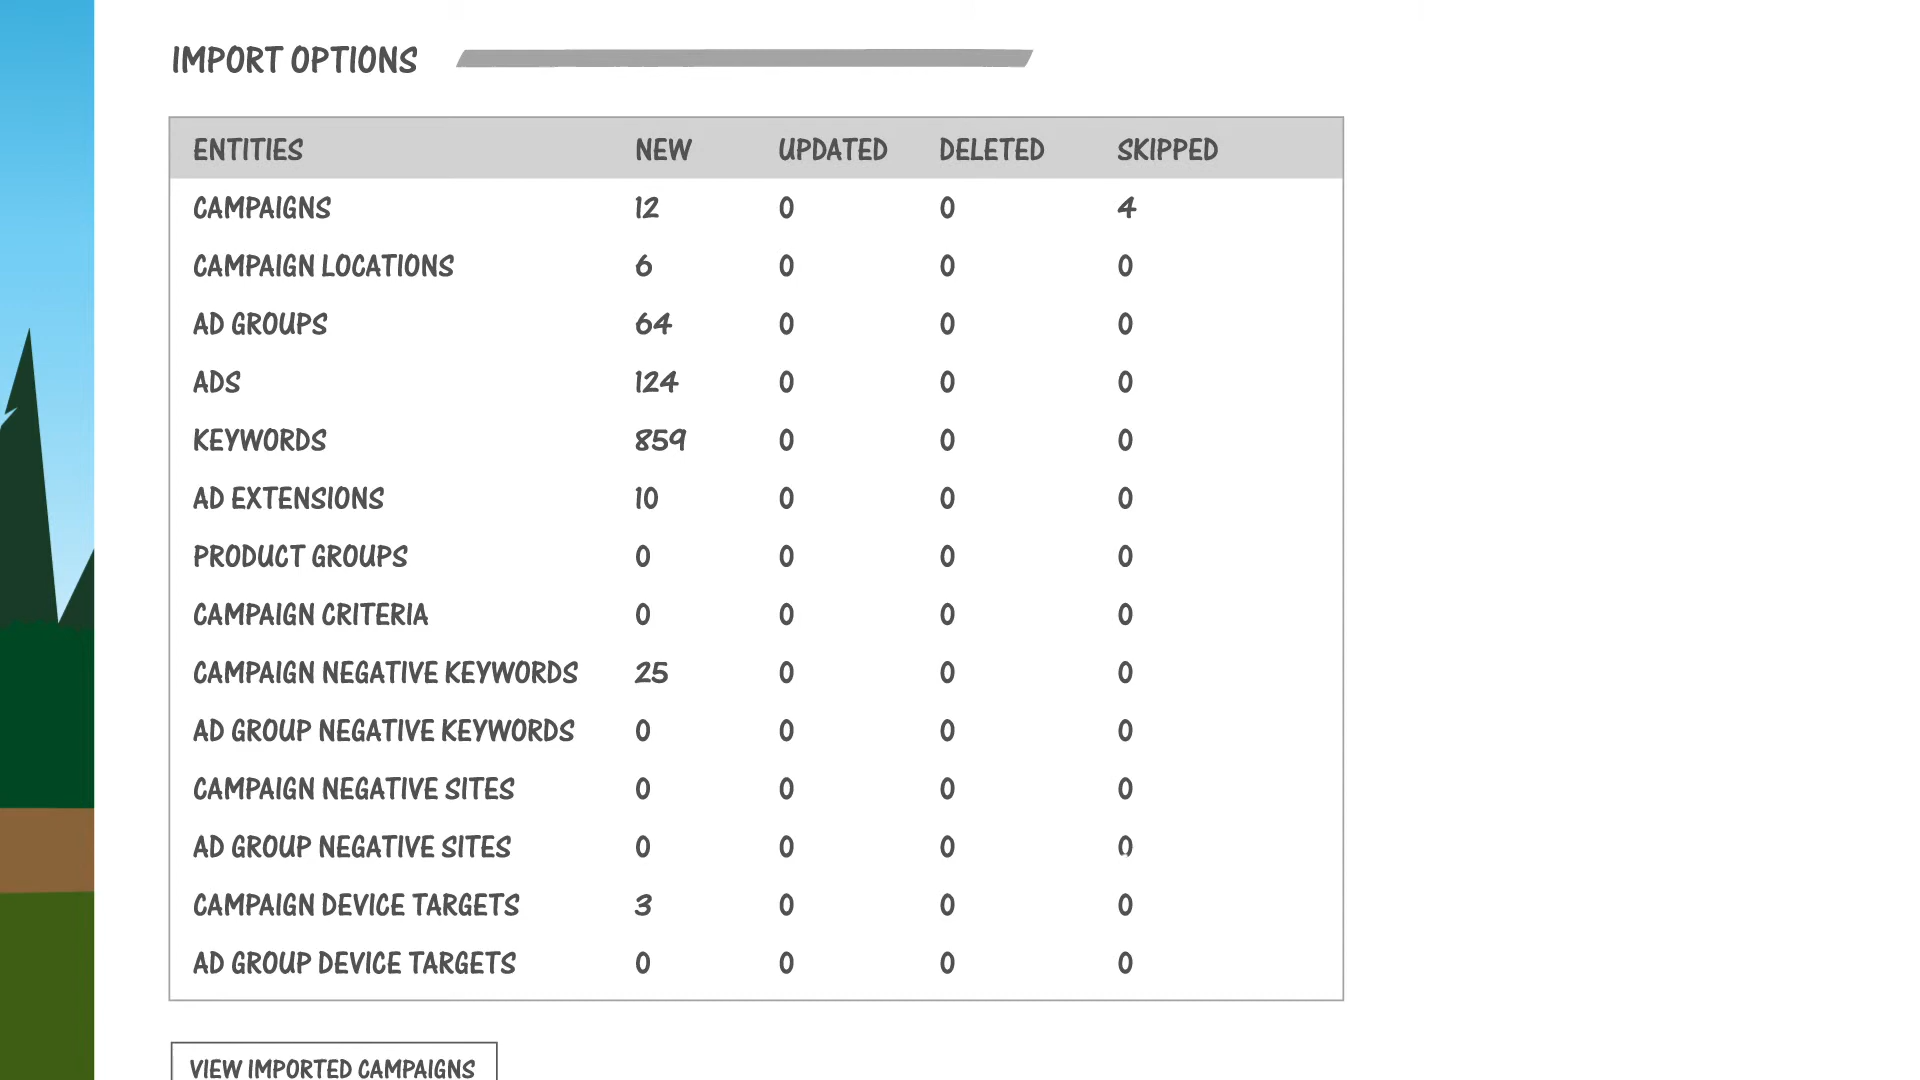 IMPORT OPTIONS
ENTITIES NEW UPDATED DELETED SKIPPED
CAMPAIGNS 12 0 0 4
CAMPAIGN LOCATIONS 6 0 0 0
AD GROUPS 64 0 0 0
ADS 124 0 0 0
KEYWORDS 859 0 0 0
AD EXTENSIONS 10 0 0 0
PRODUCT GROUPS 0 0 0 0
CAMPAIGN CRITERIA 0 0 0 0
CAMPAIGN NEGATIVE KEYWORDS 25 0 0 0
AD GROUP NEGATIVE KEYWORDS 0 0 0 0
CAMPAIGN NEGATIVE SITES 0 0 0 0
AD GROUP NEGATIVE SITES 0 0 0 0
CAMPAIGN DEVICE TARGETS 3 0 0 0
AD GROUP DEVICE TARGETS 0 0 0 0
VIEW IMPORTED CAMPAIGNS